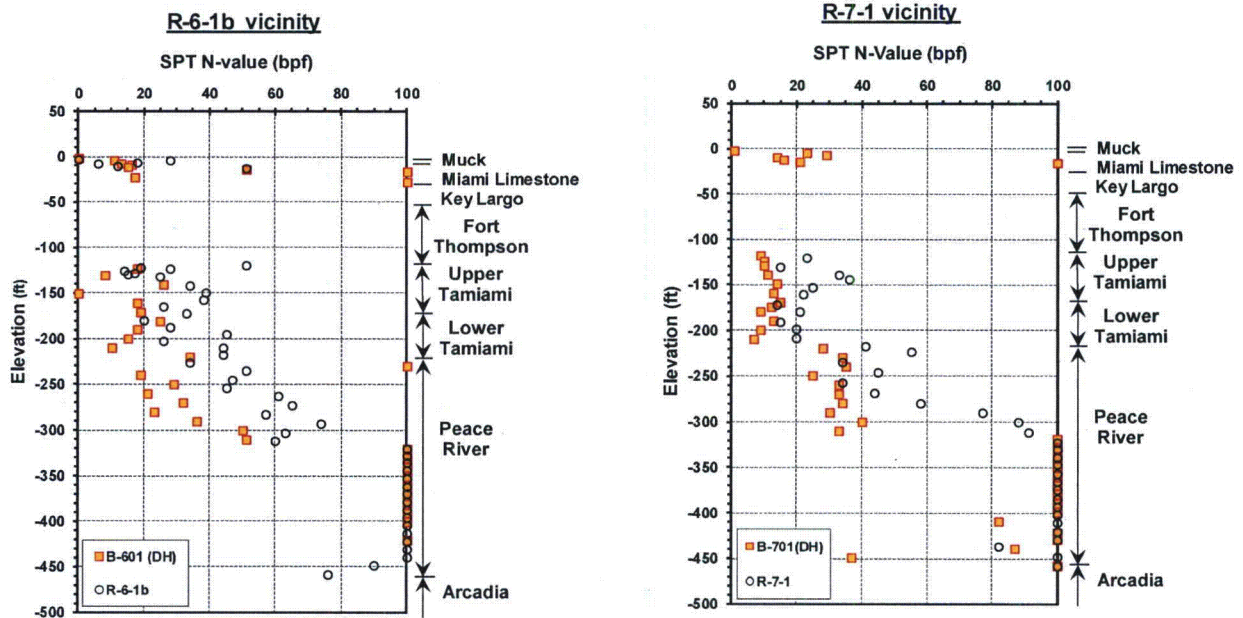 R-6-1b vicinity
SPT N-value (bpf)
0 20 40 60 80 100
50
0
-50
-100
-150
-200
-250
-300
-350
-400
-450
-500
Elevation (ft)
Muck
Miami Limestone
Key Largo
Fort
Thompson
Upper
Tamiami
Lower
Tamiami
Peace
River
Arcadia
B-601 (DH)
R-6-1b
R-7-1 vicinity
SPT N-Value (bpf)
0 20 40 60 80 100
50
0
-50
-100
-150
-200
-250
-300
-350
-400
-450
-500
Elevation (ft)
Muck
Miami Limestone
Key Largo
Fort
Thompson
Upper
Tamiami
Lower
Tamiami
Peace
River
Arcadia
B-701(DH)
R-7-1